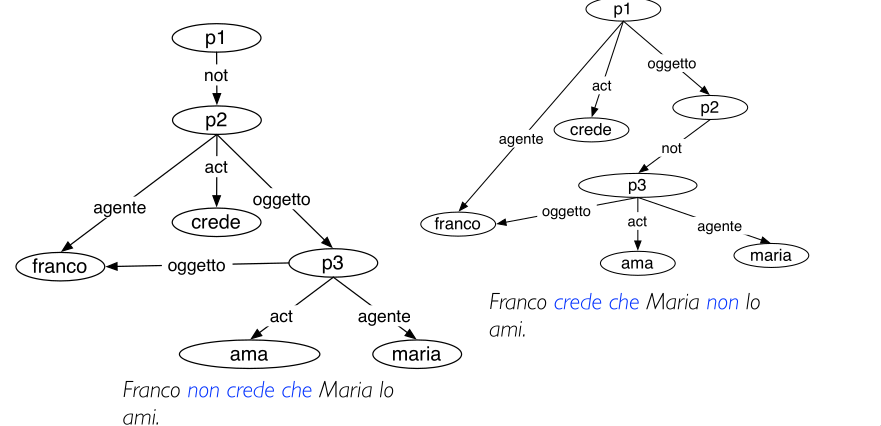 p1
not
p2
agente
act
oggetto
crede
franco
oggetto
p3
act
agente
ama
maria
Franco non crede che Maria lo
ami.
p1
oggetto
act
p2
agente
crede
not
p3
franco
oggetto
act
agente
ama
maria
Franco crede che Maria non lo
ami.